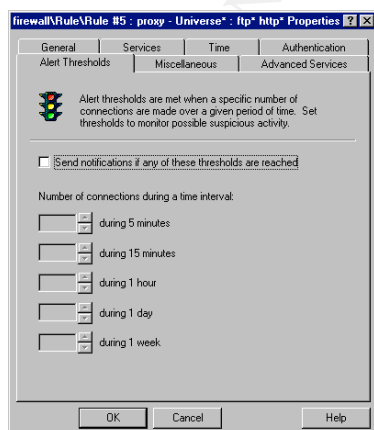 firewall\Rule\Rule #5 : proxy - Universe* : ftp* http* Properties ? X
General Services Time Authentication
Alert Thresholds Miscellaneous Advanced Services
Alert thresholds are met when a specific number of
connections are made over a given period of time. Set
thresholds to monitor possible suspicious activity.
Send notifications if any of these thresholds are reached
Number of connections during a time interval:
during 5 minutes
during 15 minutes
during 1 hour
during 1 day
during 1 week
OK Cancel Help